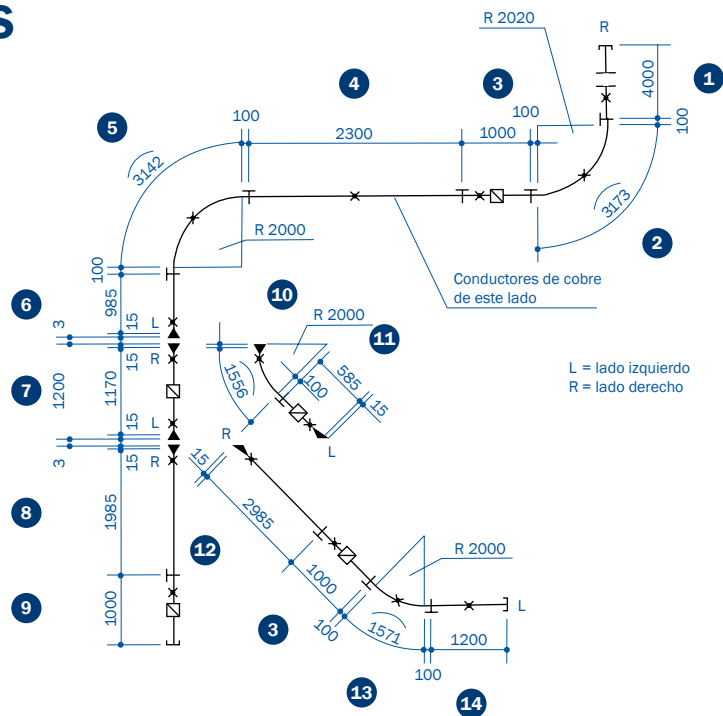 s
R 2020
R
1
4
3
4000
100
100
100
2300
1000
5
3142
3173
R 2000
2
100
Conductores de cobre
de este lado
6
985
10
3
15
L
R 2000
11
L = lado izquierdo
R = lado derecho
15
R
1556
100
585
15
7
1200
1170
15
L
R
L
3
15
R
15
8
1985
2985
12
R 2000
9
1000
1000
L
3
100
1571
1200
100
13
14